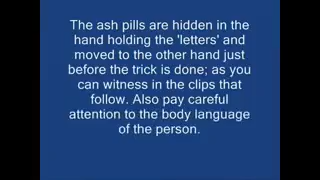 The ash pills are hidden in the
hand holding the 'letters' and
moved to the other hand just
before the trick is done; as you
can witness in the clips that
follow. Also pay careful
attention to the body language
of the person.